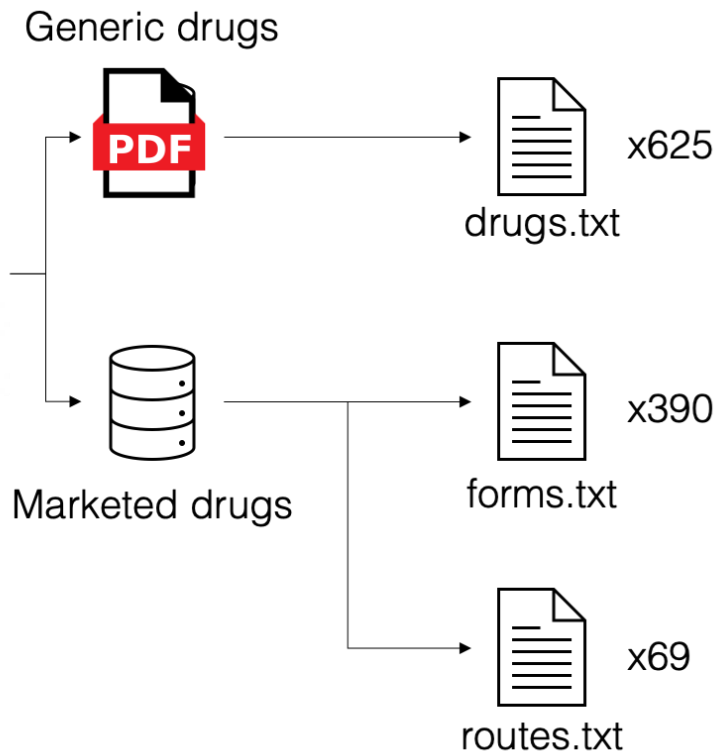 Generic drugs
PDF
x625
drugs.txt
x390
forms.txt
Marketed drugs
x69
routes.txt